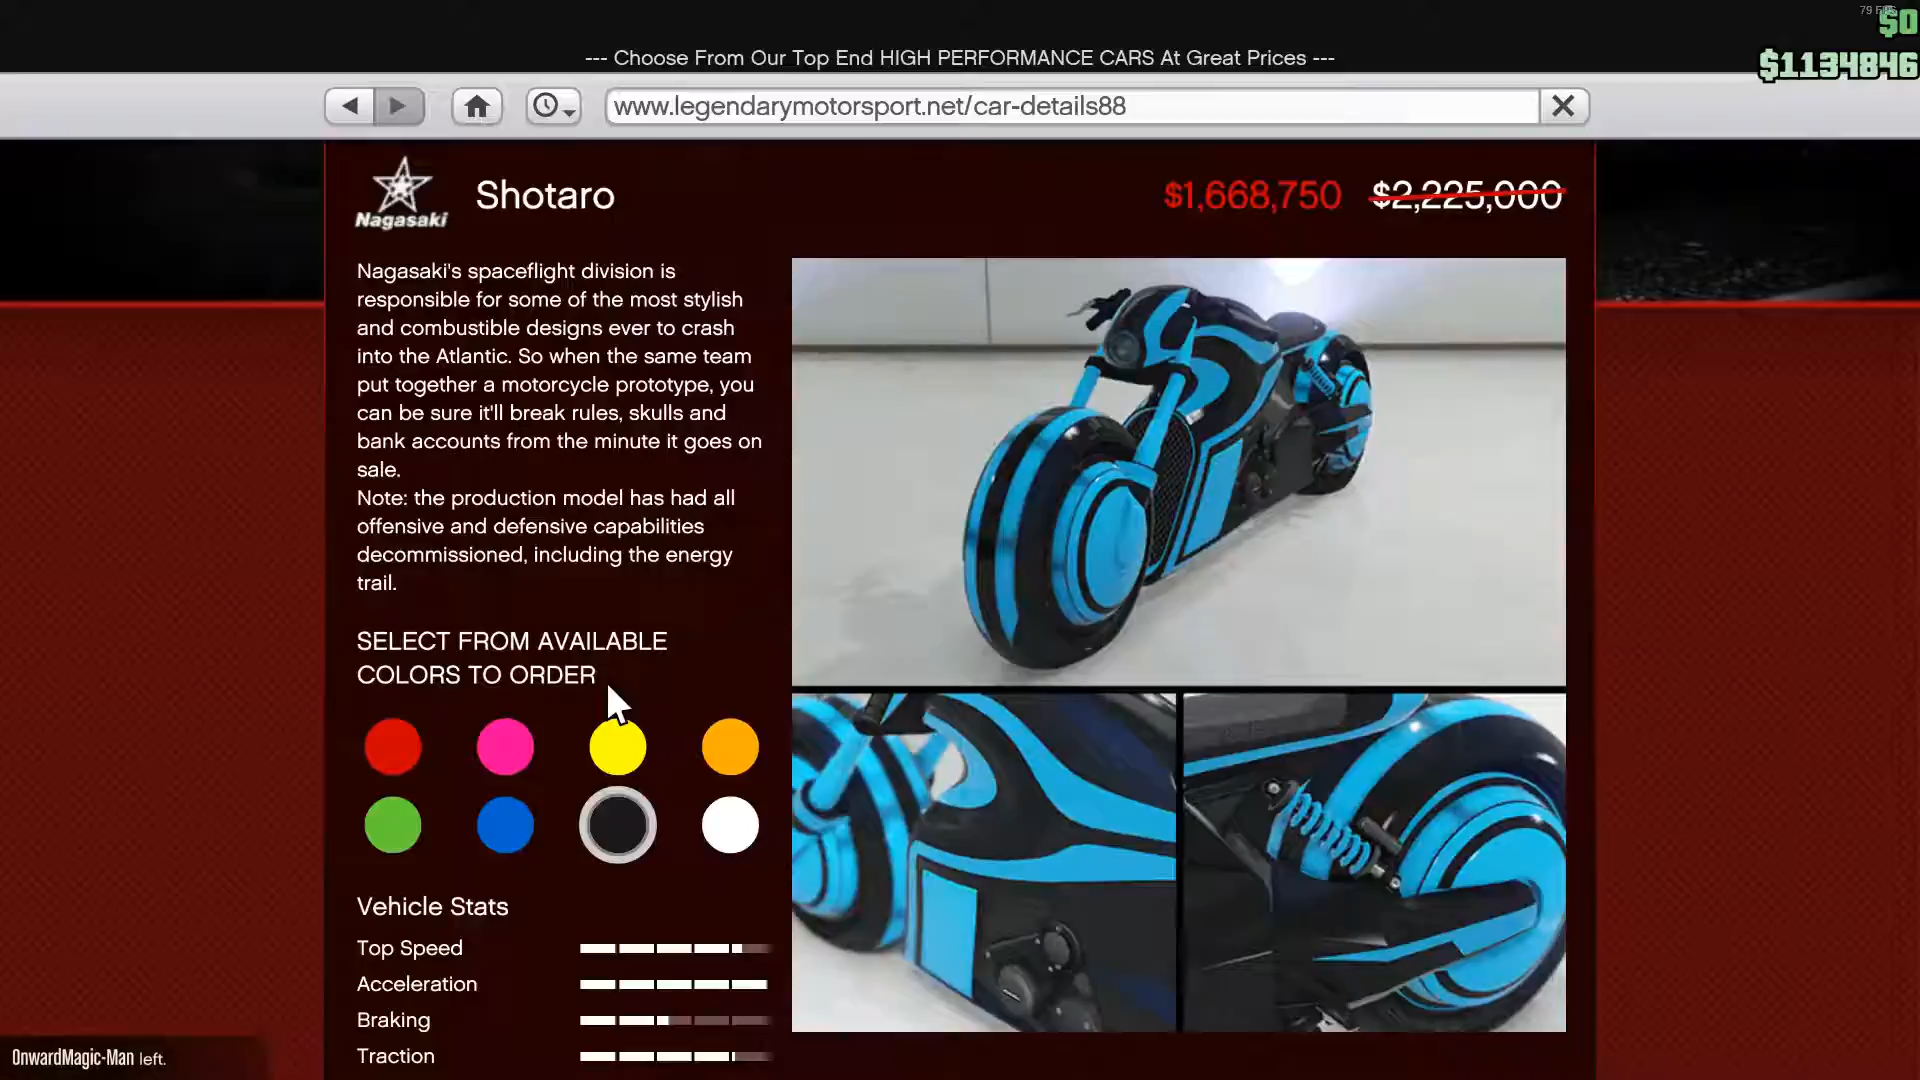 79 FPS
$0
--- Choose From Our Top End HIGH PERFORMANCE CARS At Great Prices ---
$1134846
www.legendarymotorsport.net/car-details88
Nagasaki
Shotaro
$1,668,750 $2,225,000
Nagasaki's spaceflight division is
responsible for some of the most stylish
and combustible designs ever to crash
into the Atlantic. So when the same team
put together a motorcycle prototype, you
can be sure it'll break rules, skulls and
bank accounts from the minute it goes on
sale.
Note: the production model has had all
offensive and defensive capabilities
decommissioned, including the energy
trail.
SELECT FROM AVAILABLE
COLORS TO ORDER
Vehicle Stats
Top Speed
Acceleration
Braking
Traction
OnwardMagic-Man left.